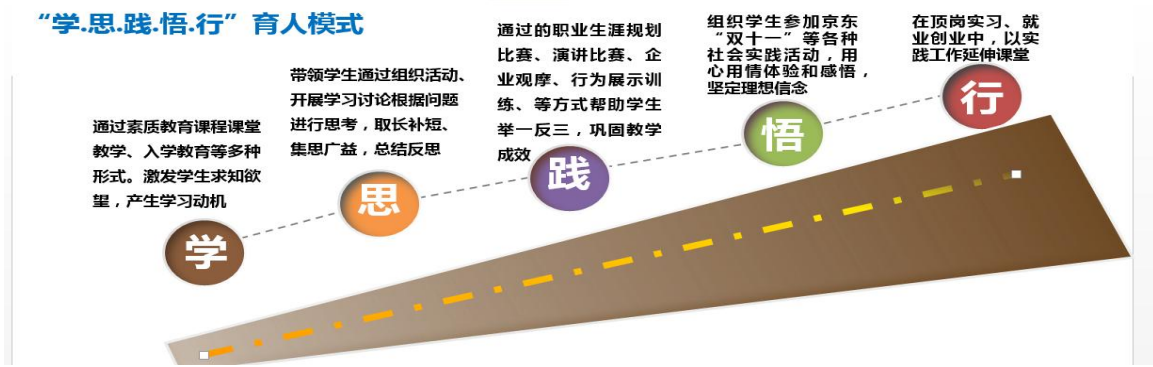 “学.思.践.悟.行”育人模式
通过素质教育课程课堂
教学、入学教育等多种
形式。激发学生求知欲
望，产生学习动机
学
带领学生通过组织活动、
开展学习讨论根据问题
进行思考，取长补短、
集思广益，总结反思
思
通过的职业生涯规划
比赛、演讲比赛、企
业观摩、行为展示训
练、等方式帮助学生
举一反三，巩固教学
成效
践
组织学生参加京东
“双十一”等各种
社会实践活动，用
心用情体验和感悟，
坚定理想信念
悟
在顶岗实习、就
业创业中，以实
践工作延伸课堂
行